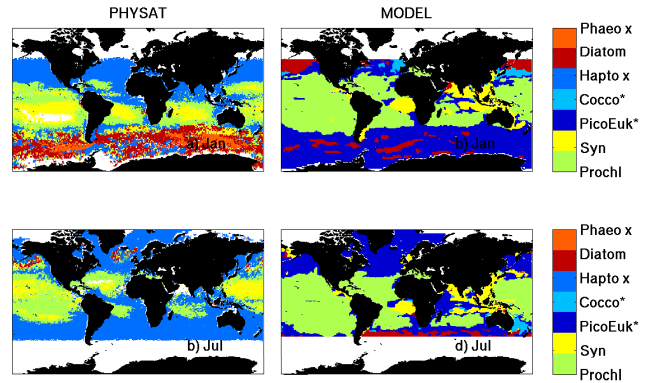 PHYSAT MODEL
a) Jan
b) Jan
Phaeo x
Diatom
Hapto x
Cocco*
PicoEuk*
Syn
Prochl
b) Jul
d) Jul
Phaeo x
Diatom
Hapto x
Cocco*
PicoEuk*
Syn
Prochl